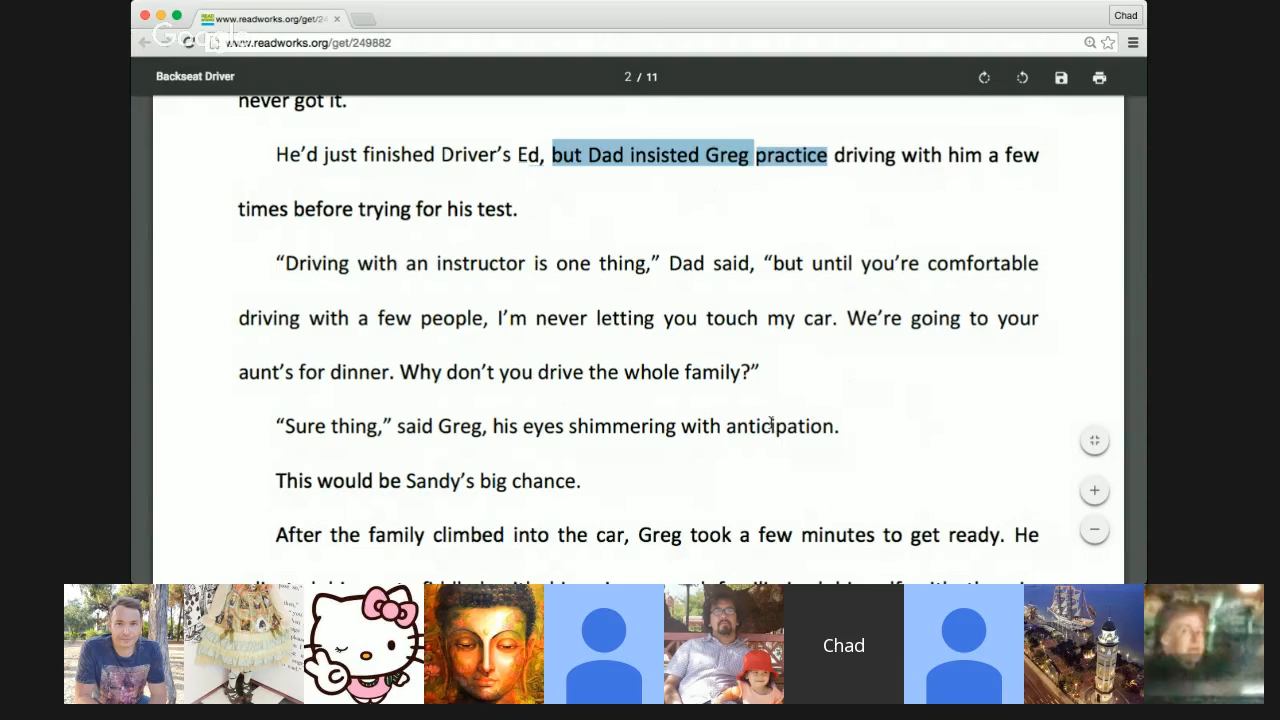 www.readworks.org/get/24
Chad
Google
www.readworks.org/get/249882
Backseat Driver
2 / 11
never got it.
He’d just finished Driver’s Ed, but Dad insisted Greg practice driving with him a few
times before trying for his test.
“Driving with an instructor is one thing,” Dad said, “but until you’re comfortable
driving with a few people, I’m never letting you touch my car. We’re going to your
aunt’s for dinner. Why don’t you drive the whole family?”
“Sure thing,” said Greg, his eyes shimmering with anticipation.
This would be Sandy’s big chance.
After the family climbed into the car, Greg took a few minutes to get ready. He
Chad